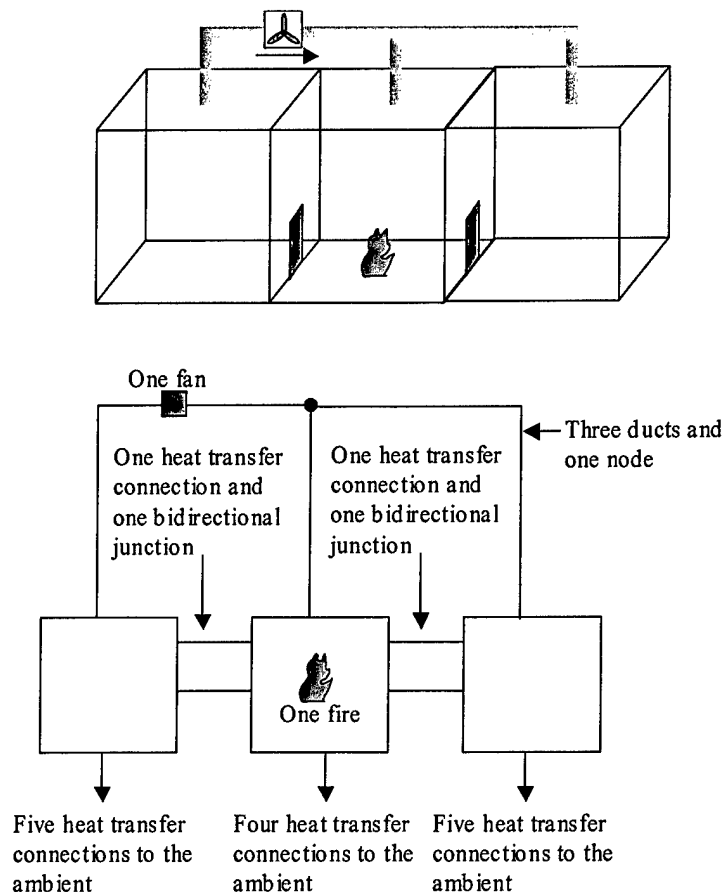 One fan
Three ducts and
one node
One heat transfer
connection and
one bidirectional
junction
One heat transfer
connection and
one bidirectional
junction
One fire
Five heat transfer
connections to the
ambient
Four heat transfer
connections to the
ambient
Five heat transfer
connections to the
ambient